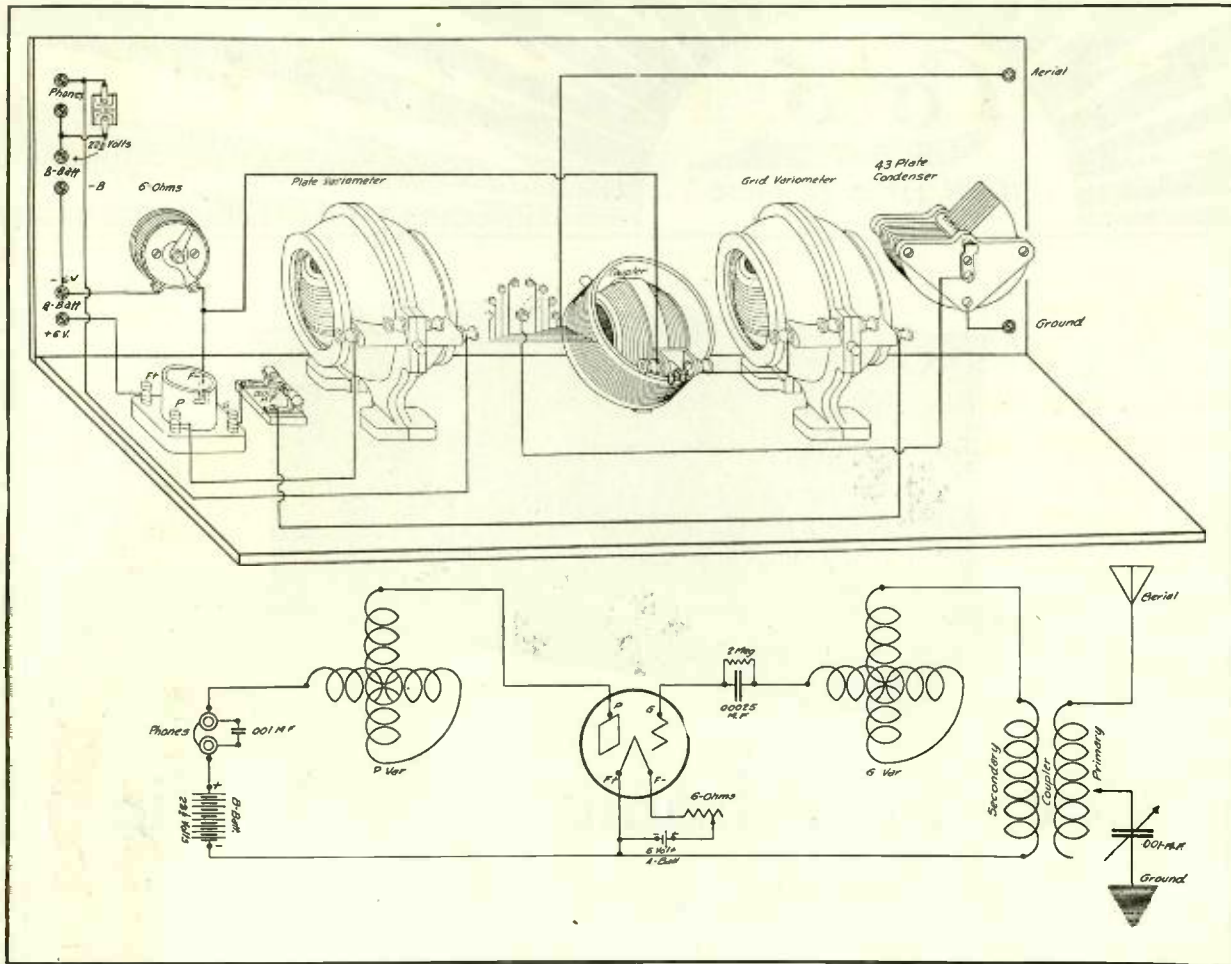 Phones
22½ Volts
B-Batt
-B
6 Ohms
Plate Variometer
Grid Variometer
43 Plate
Condenser
Aerial
Ground
- 6 V
A-Batt
+6 V.
F+
F-
P
Aerial
2 Meg
.00025
M.F.
P
G
F+
F-
Phones
.001 M F
P Var
G Var
6-Ohms
6 Volt
A-Batt
+
B-Batt.
22½ Volts
-
Secondary
Coupler
Primary
.001 M.F.
Ground